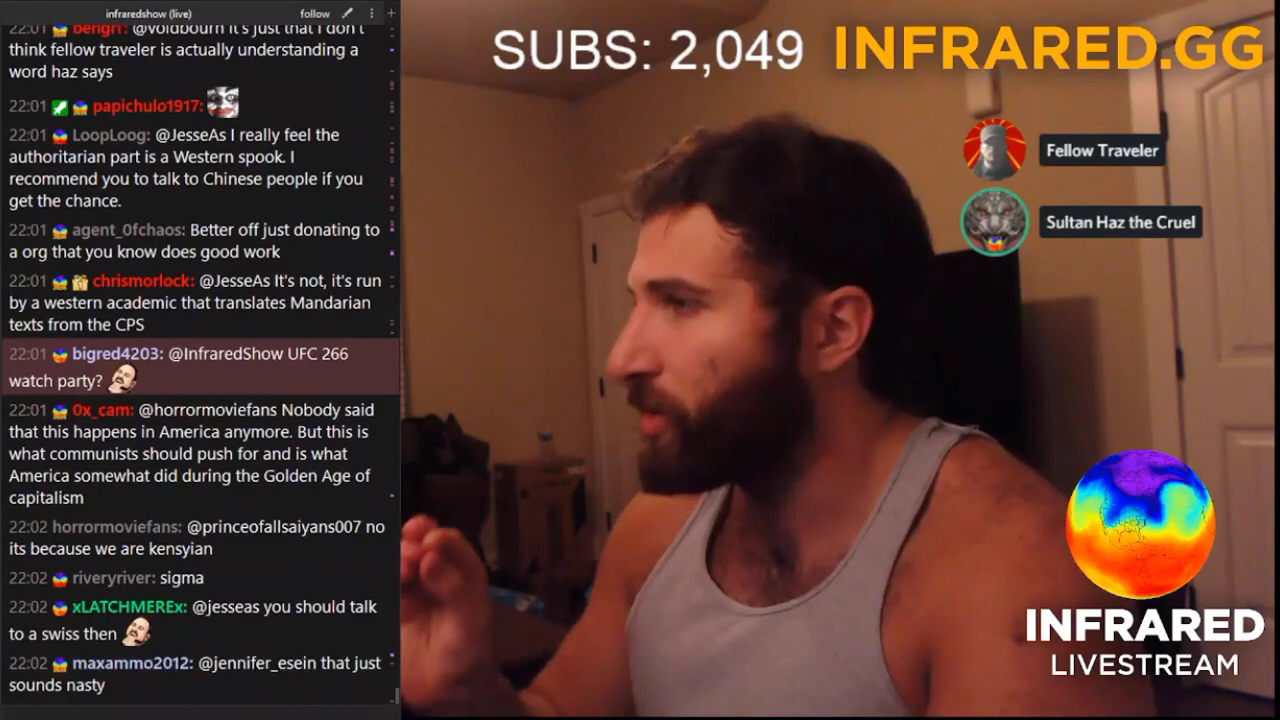 infraredshow (live)
follow
22:01 bengrf: @voldbourn it's just that I don't
think fellow traveler is actually understanding a
word haz says
22:01 papichulo1917:
22:01 LoopLoog: @JesseAs I really feel the
authoritarian part is a Western spook. I
recommend you to talk to Chinese people if you
get the chance.
22:01 agent_0fchaos: Better off just donating to
a org that you know does good work
22:01 chrismorlock: @JesseAs It's not, it's run
by a western academic that translates Mandarian
texts from the CPS
22:01 bigred4203: @InfraredShow UFC 266
watch party?
22:01 0x_cam: @horrormoviefans Nobody said
that this happens in America anymore. But this is
what communists should push for and is what
America somewhat did during the Golden Age of
capitalism
22:02 horrormoviefans: @princeofallsaiyans007 no
its because we are kensyian
22:02 riveryriver: sigma
22:02 xLATCHMEREx: @jesseas you should talk
to a swiss then
22:02 maxammo2012: @jennifer_esein that just
sounds nasty
SUBS: 2,049 INFRARED.GG
Fellow Traveler
Sultan Haz the Cruel
INFRARED
LIVESTREAM